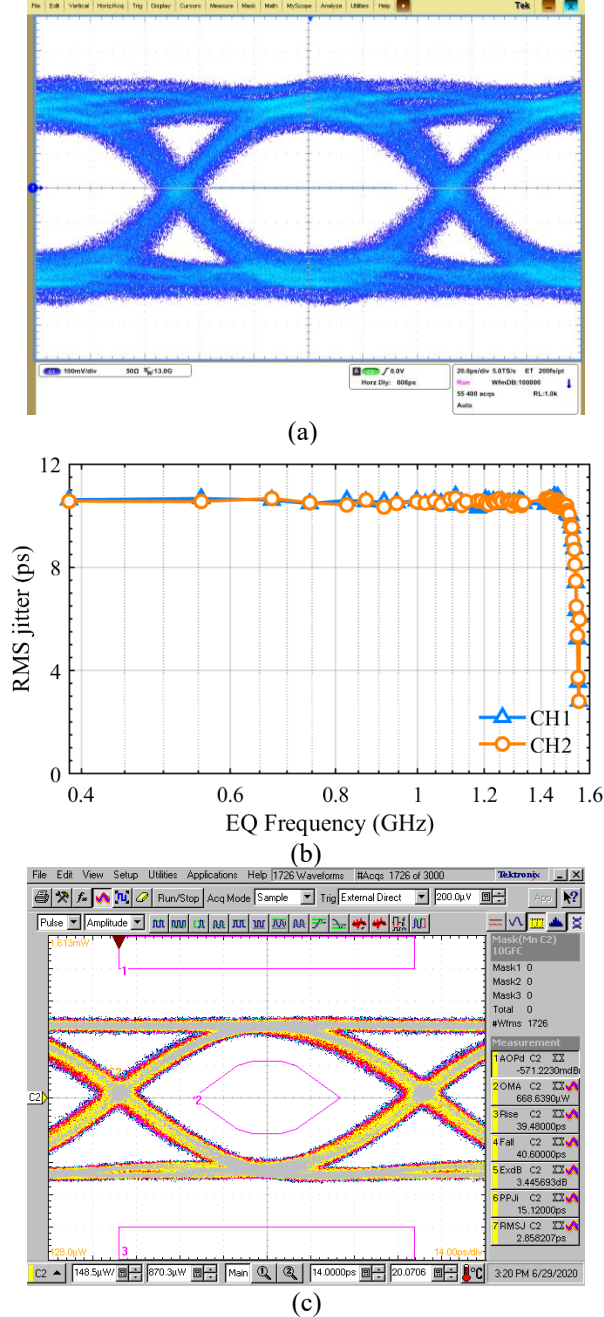 File Edit Vertical Horiz/Acq Trig Display Cursors Measure Mask Math MyScope Analyze Utilities Help Tek
1
C1 100mV/div 50Ω BW:13.0G
A C1 0.0V
Horz Dly: 606ps
20.0ps/div 5.0TS/s ET 200fs/pt
Run WfmDB:100000
55 400 acqs RL:1.0k
Auto
(a)
12
8
4
0
RMS jitter (ps)
CH1
CH2
0.4 0.6 0.8 1 1.2 1.4 1.6
EQ Frequency (GHz)
(b)
File Edit View Setup Utilities Applications Help 1726 Waveforms #Acqs 1726 of 3000 Tektronix
Run/Stop Acq Mode Sample Trig External Direct 200.0µV App
Pulse Amplitude
1.613mW
1
C2
2
3
126.0µW
14.00ps/div
Mask(Mn C2)
10GFC
Mask1 0
Mask2 0
Mask3 0
Total 0
#Wfms 1726
Measurement
1 AOPd C2
-571.2230mdB
2 OMA C2
668.6390µW
3 Rise C2
39.48000ps
4 Fall C2
40.60000ps
5 ExdB C2
3.445693dB
6 PPJi C2
15.12000ps
7 RMSJ C2
2.858207ps
C2 148.5µW/ 870.3µW Main 14.0000ps 20.0706 °C 3:20 PM 6/29/2020
(c)